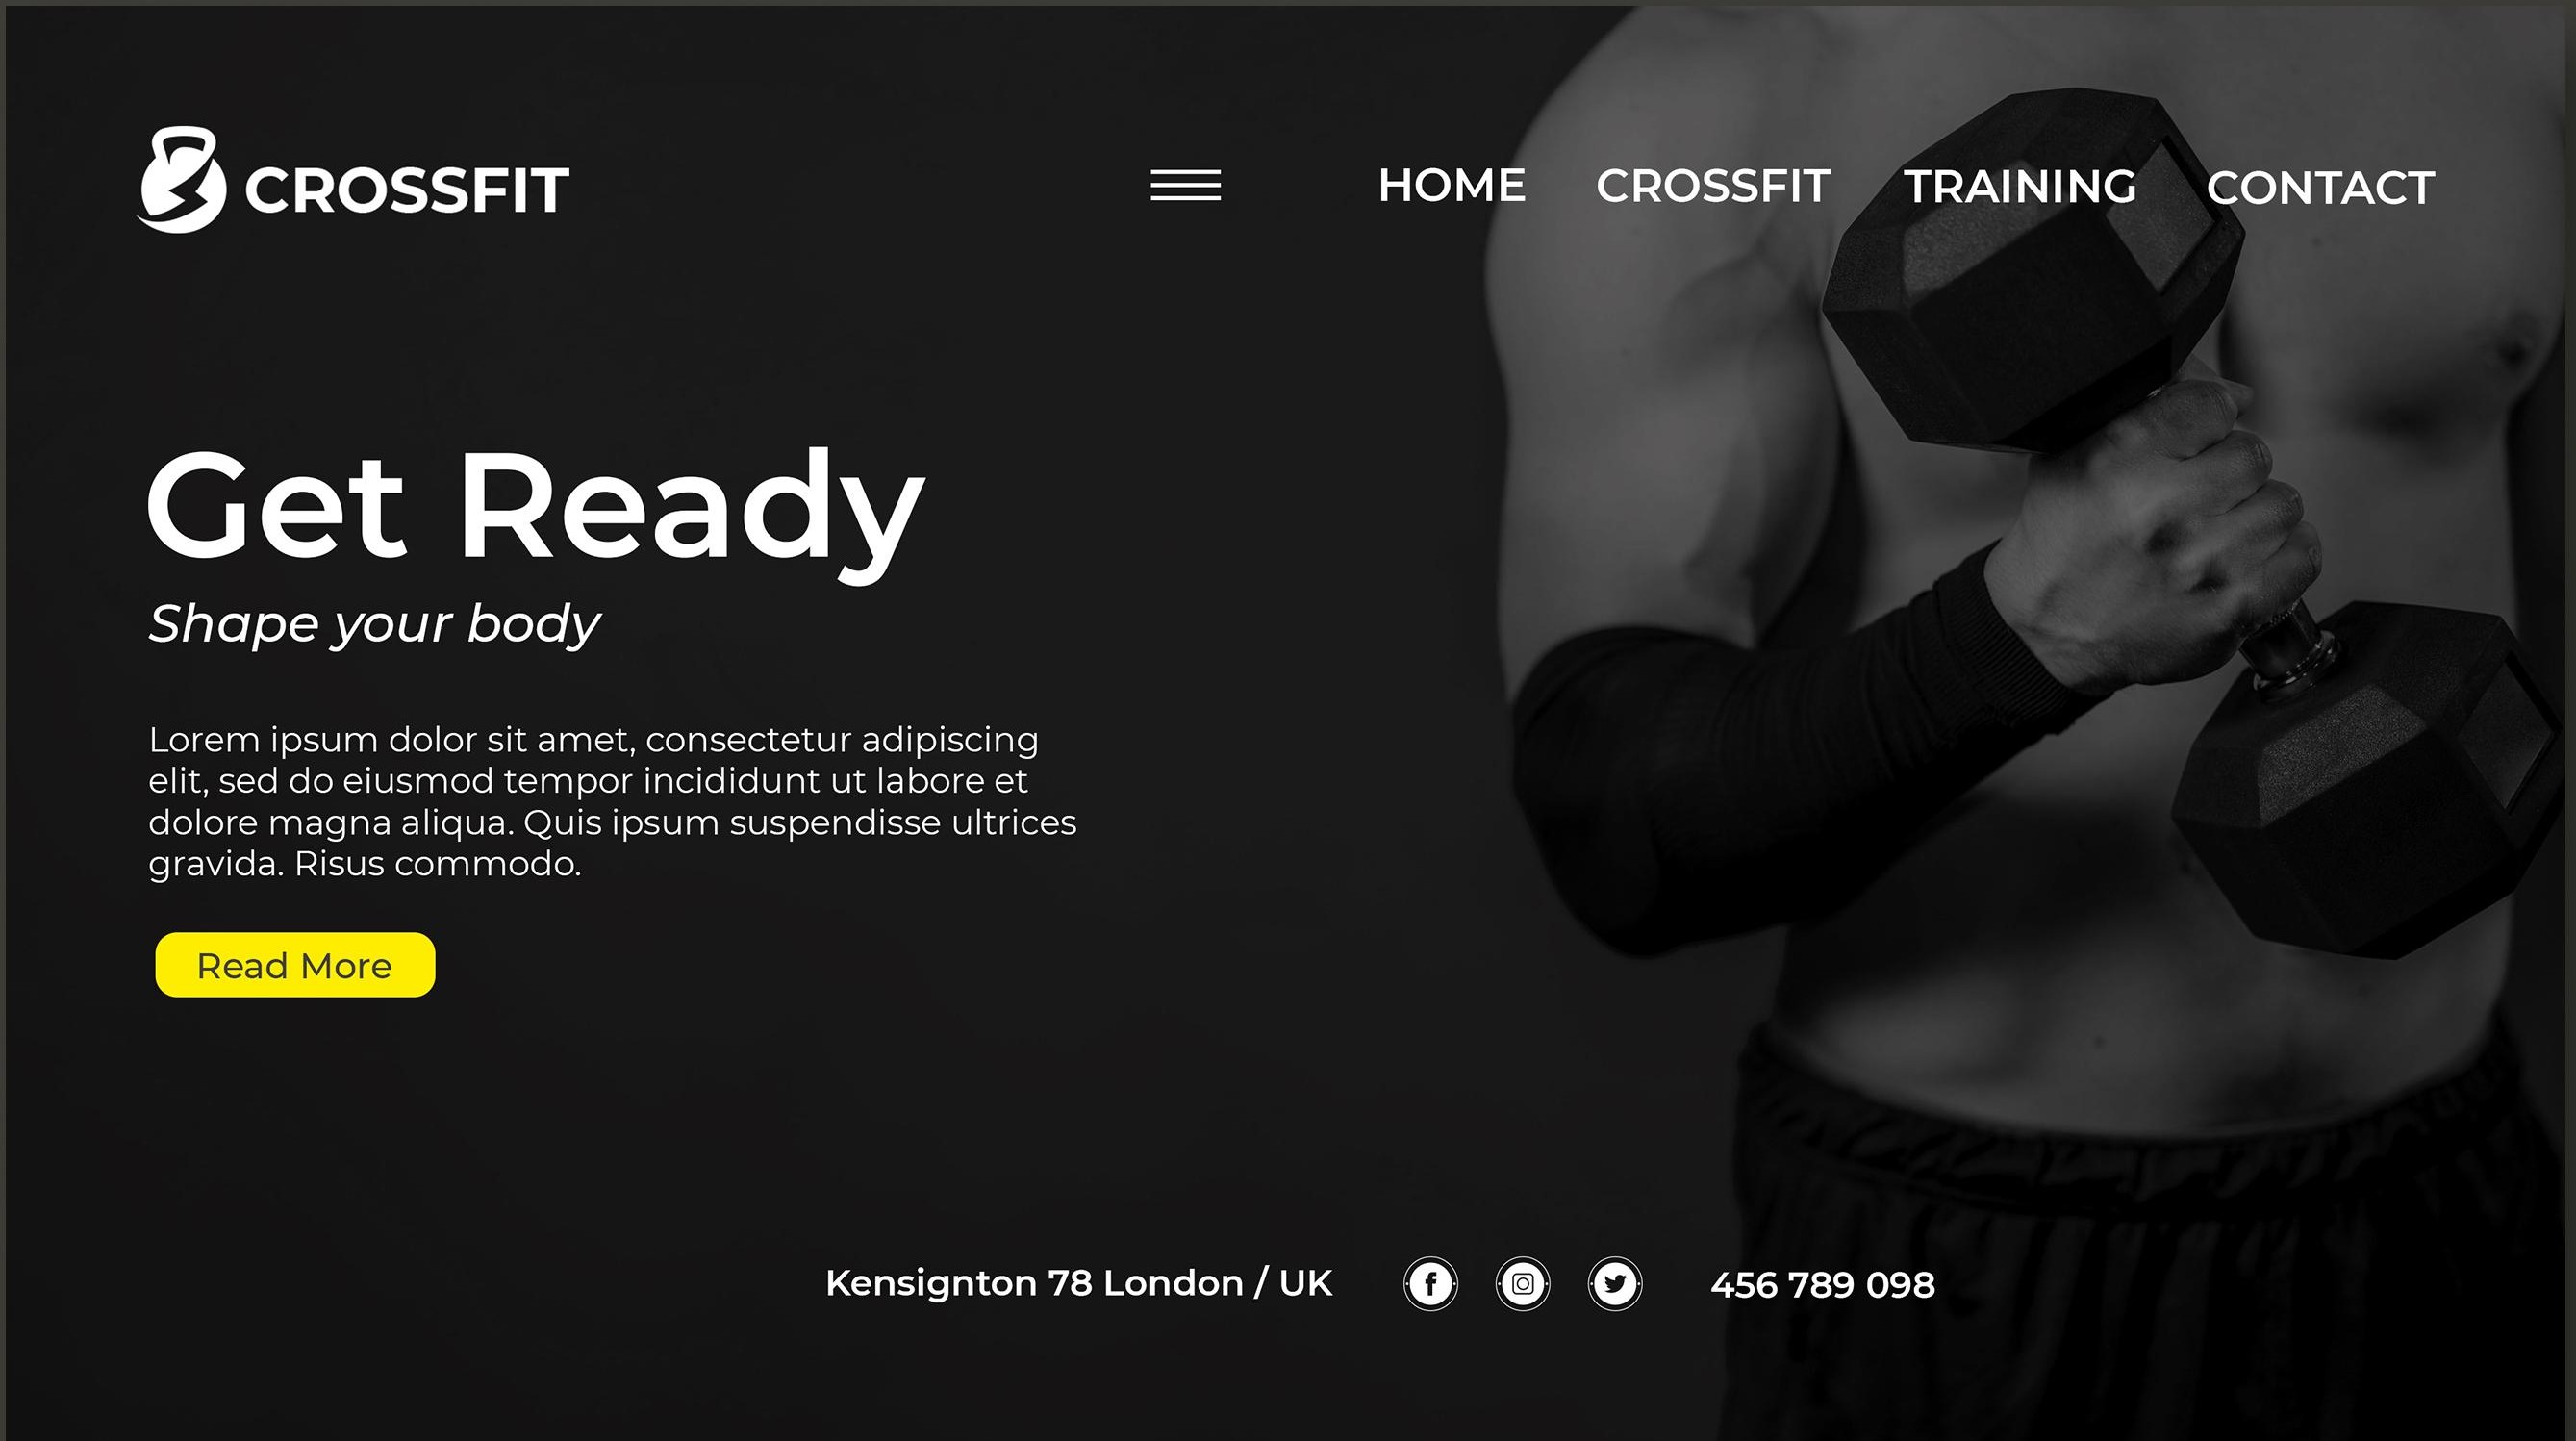 CROSSFIT
HOME CROSSFIT TRAINING CONTACT
Get Ready
Shape your body
Lorem ipsum dolor sit amet, consectetur adipiscing
elit, sed do eiusmod tempor incididunt ut labore et
dolore magna aliqua. Quis ipsum suspendisse ultrices
gravida. Risus commodo.
Read More
Kensignton 78 London / UK
456 789 098